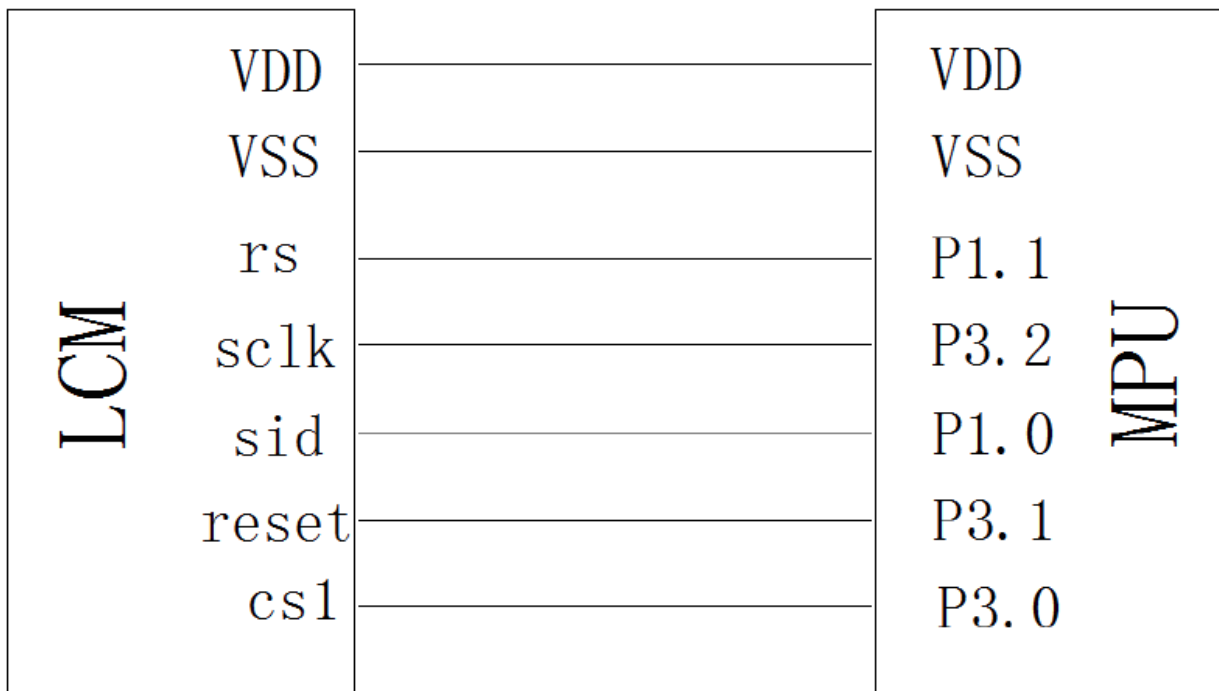 VDD VDD
VSS VSS
rs P1.1
sclk P3.2
sid P1.0
reset P3.1
cs1 P3.0
LCM
MPU